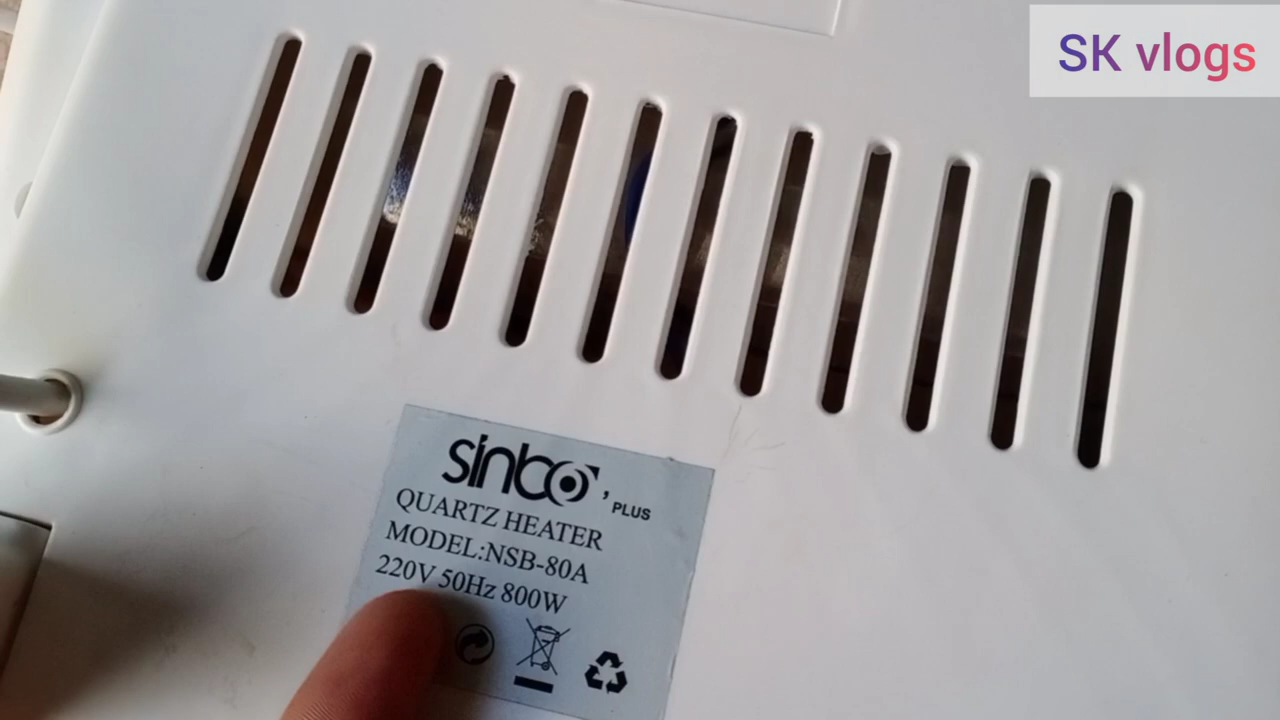 SK vlogs
sinbo’ PLUS
QUARTZ HEATER
MODEL:NSB-80A
220V 50Hz 800W